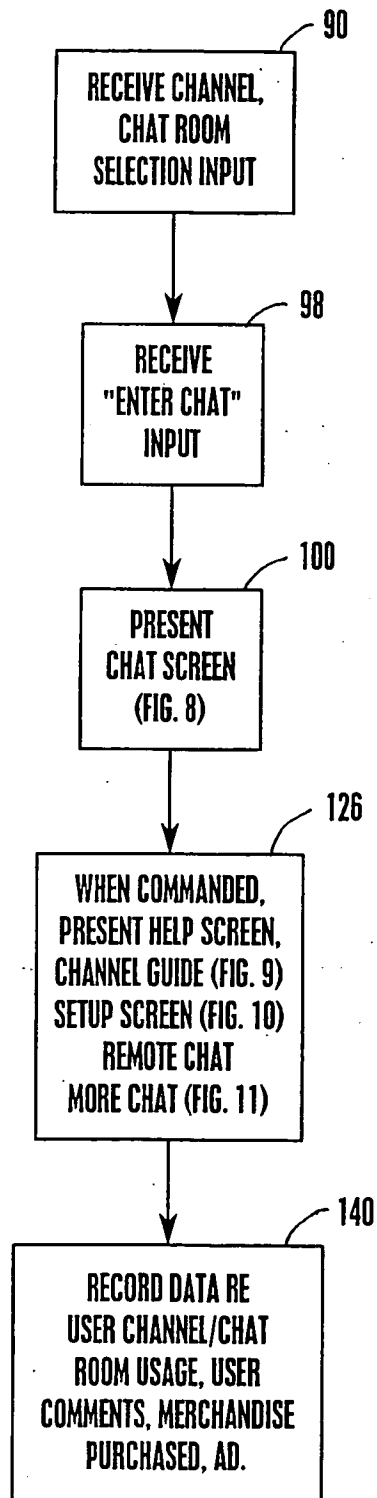 90
RECEIVE CHANNEL,
CHAT ROOM
SELECTION INPUT
98
RECEIVE
"ENTER CHAT"
INPUT
100
PRESENT
CHAT SCREEN
(FIG. 8)
126
WHEN COMMANDED,
PRESENT HELP SCREEN,
CHANNEL GUIDE (FIG. 9)
SETUP SCREEN (FIG. 10)
REMOTE CHAT
MORE CHAT (FIG. 11)
140
RECORD DATA RE
USER CHANNEL/CHAT
ROOM USAGE, USER
COMMENTS, MERCHANDISE
PURCHASED, AD.